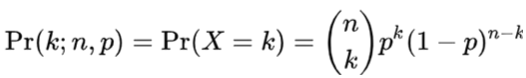 Pr(k; n, p) = Pr(X = k) = \binom{n}{k} p^k (1 − p)^{n−k}